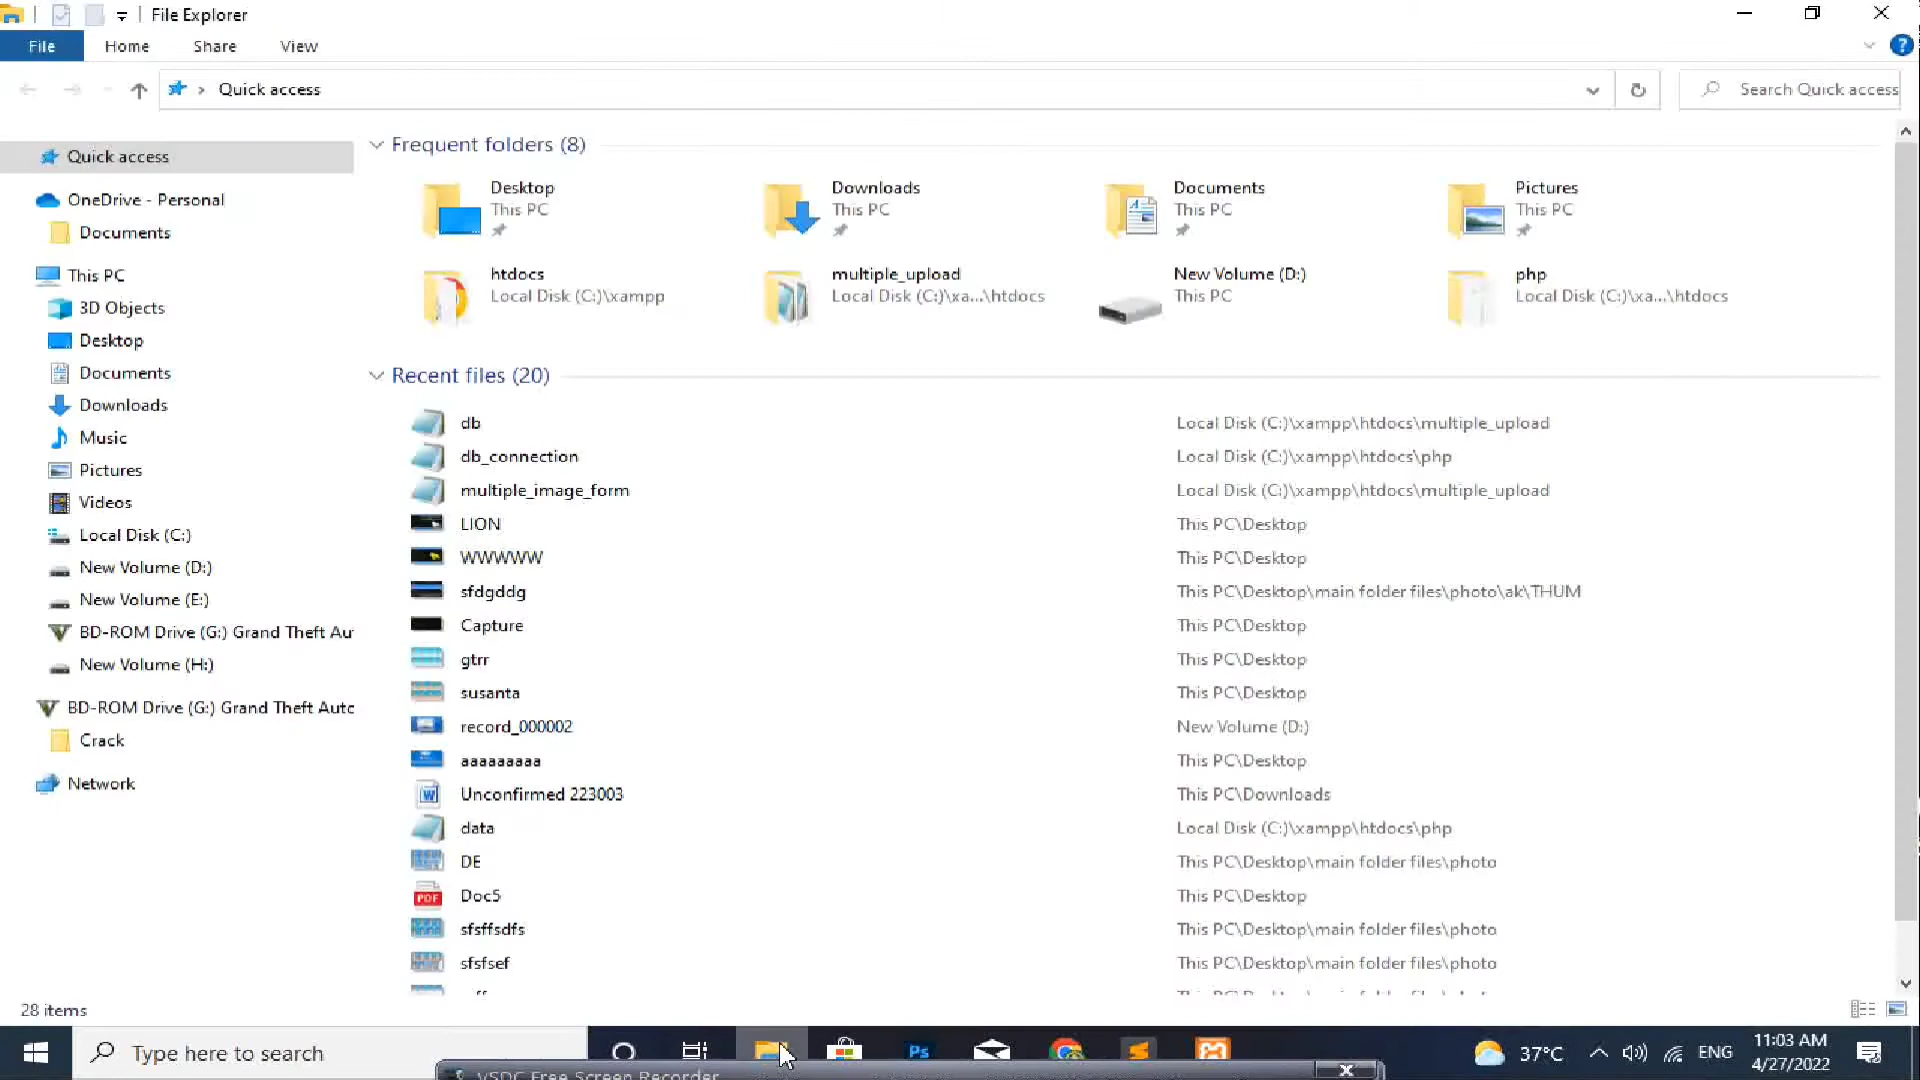 File Explorer
File Home Share View
Quick access
Search Quick access
Quick access
OneDrive - Personal
Documents
This PC
3D Objects
Desktop
Documents
Downloads
Music
Pictures
Videos
Local Disk (C:)
New Volume (D:)
New Volume (E:)
BD-ROM Drive (G:) Grand Theft Au
New Volume (H:)
BD-ROM Drive (G:) Grand Theft Auto
Crack
Network
Frequent folders (8)
Desktop
This PC
Downloads
This PC
Documents
This PC
Pictures
This PC
htdocs
Local Disk (C:)\xampp
multiple_upload
Local Disk (C:)\xa...\htdocs
New Volume (D:)
This PC
php
Local Disk (C:)\xa...\htdocs
Recent files (20)
db Local Disk (C:)\xampp\htdocs\multiple_upload
db_connection Local Disk (C:)\xampp\htdocs\php
multiple_image_form Local Disk (C:)\xampp\htdocs\multiple_upload
LION This PC\Desktop
WWWWW This PC\Desktop
sfdgddg This PC\Desktop\main folder files\photo\ak\THUM
Capture This PC\Desktop
gtrr This PC\Desktop
susanta This PC\Desktop
record_000002 New Volume (D:)
aaaaaaaaa This PC\Desktop
Unconfirmed 223003 This PC\Downloads
data Local Disk (C:)\xampp\htdocs\php
DE This PC\Desktop\main folder files\photo
Doc5 This PC\Desktop
sfsffsdfs This PC\Desktop\main folder files\photo
sfsfsef This PC\Desktop\main folder files\photo
28 items
Type here to search
Ps
37°C
ENG
11:03 AM
4/27/2022
VSDC Free Screen Recorder